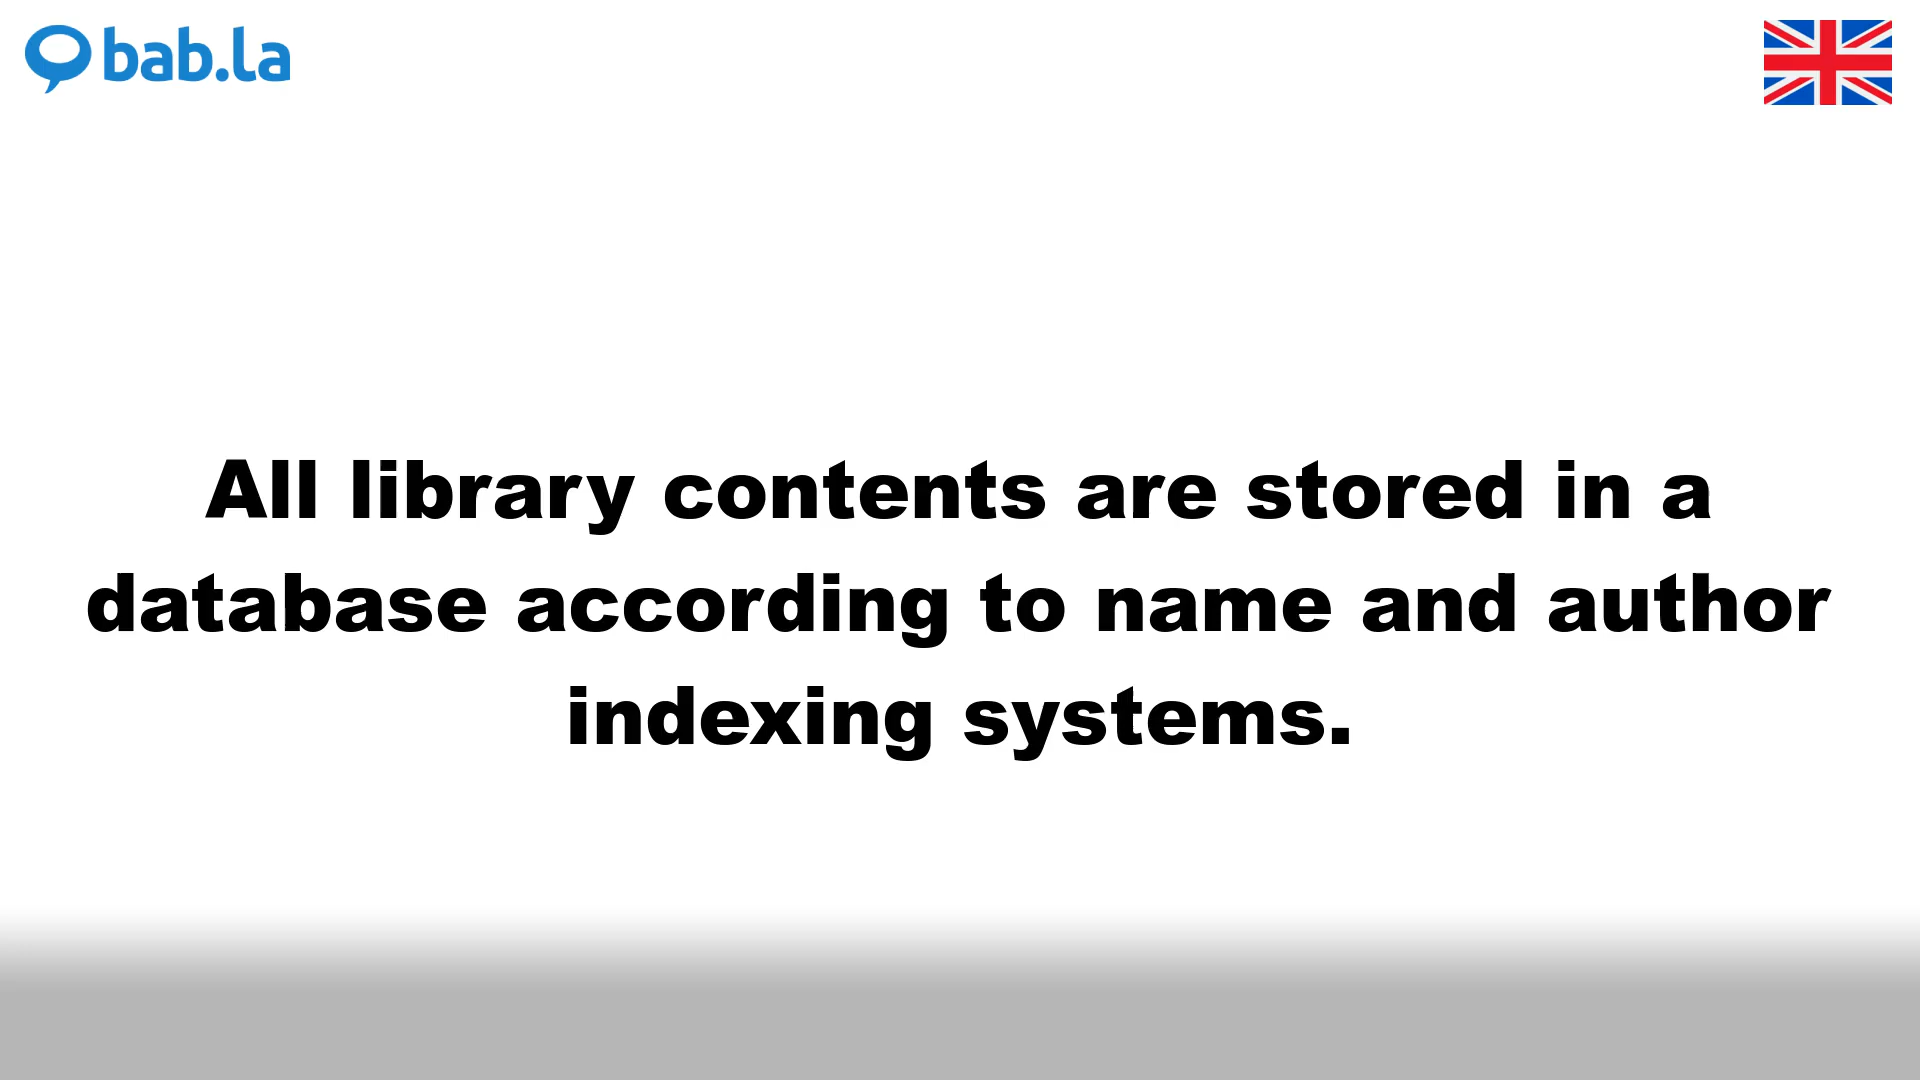 bab.la
All library contents are stored in a
database according to name and author
indexing systems.